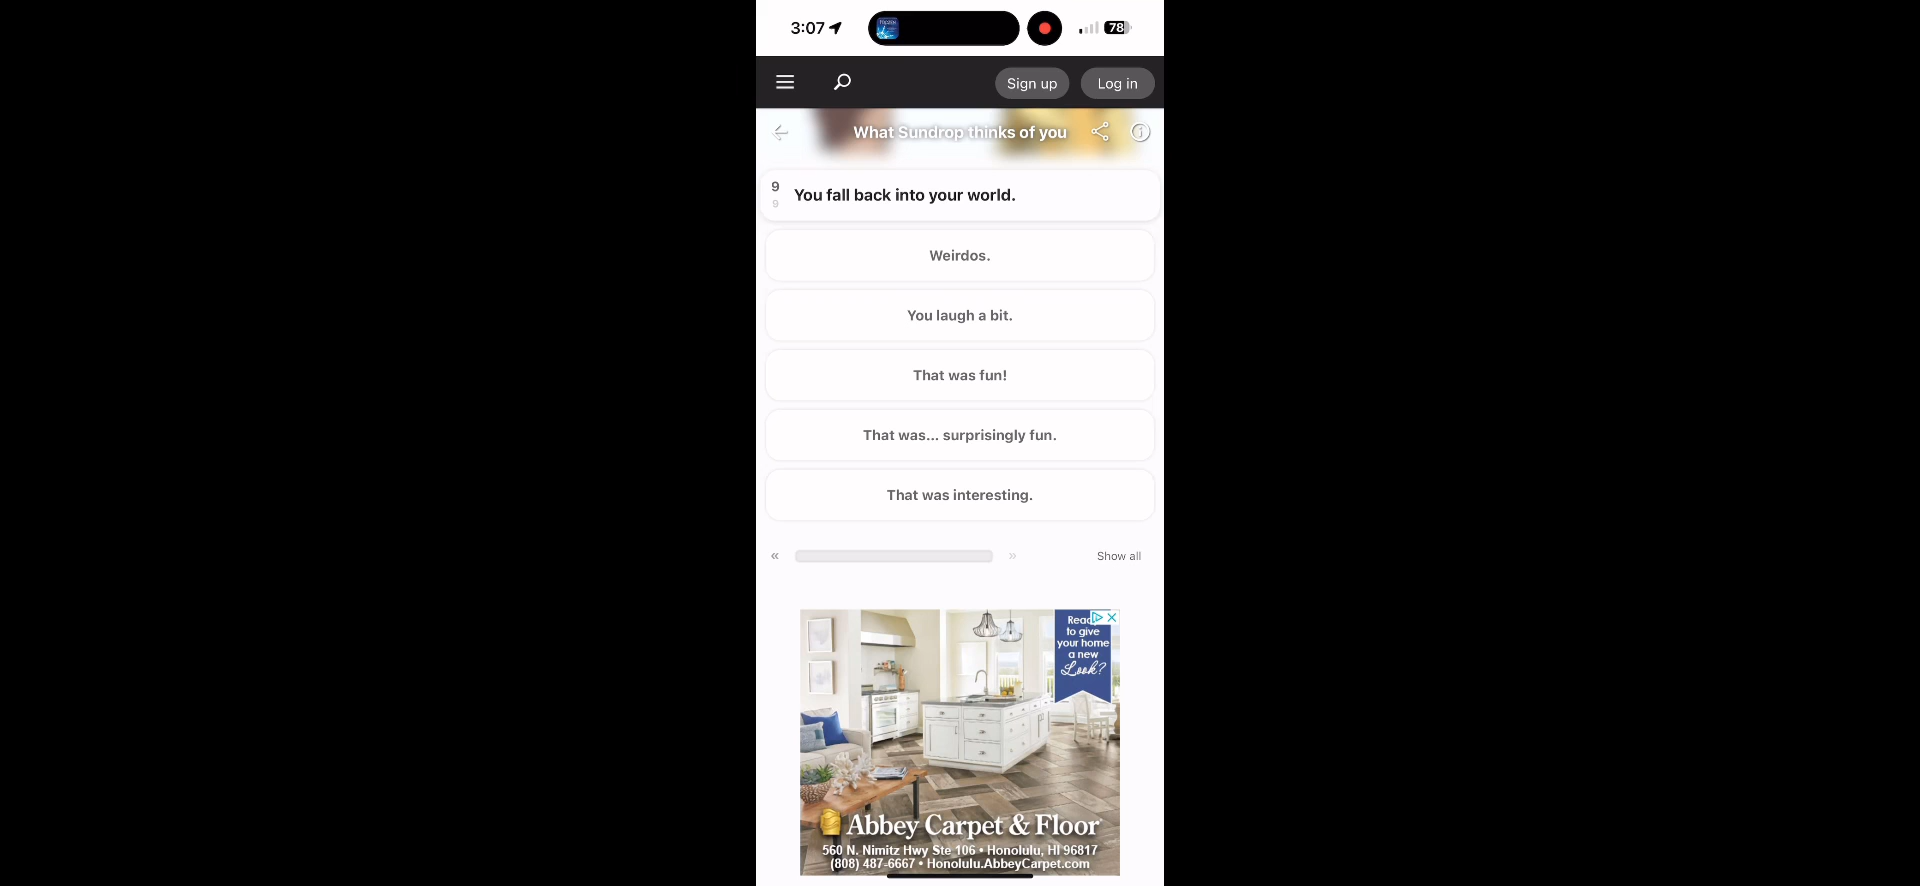 3:07
78
Sign up
Log in
What Sundrop thinks of you
9
9
You fall back into your world.
Weirdos.
You laugh a bit.
That was fun!
That was... surprisingly fun.
That was interesting.
«
»
Show all
to give
your home
a new
Look?
Abbey Carpet & Floor
560 N. Nimitz Hwy Ste 106 • Honolulu, HI 96817
(808) 487-6667 • Honolulu.AbbeyCarpet.com